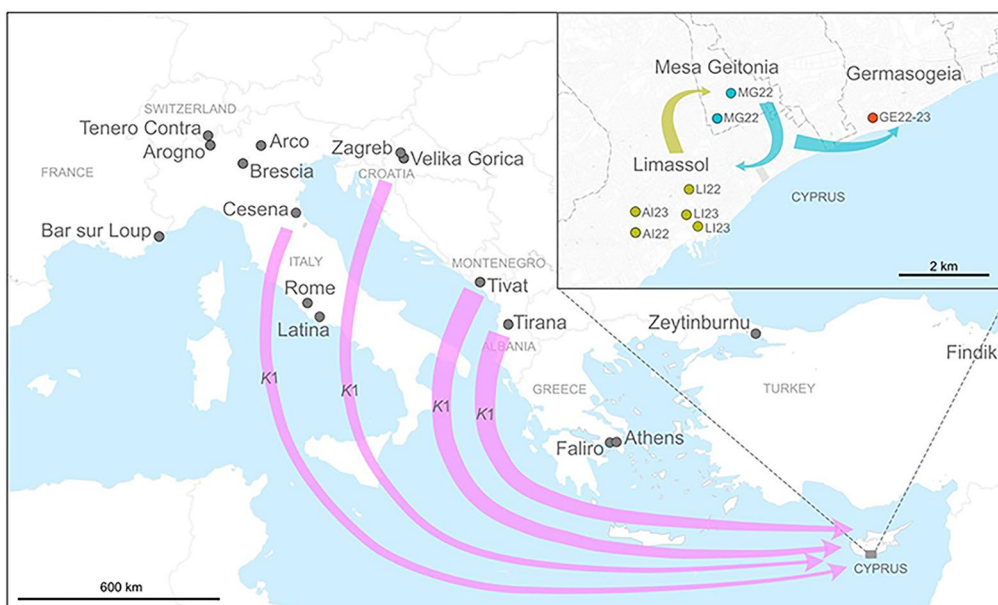 SWITZERLAND
Tenero Contra
Arogno
Arco
Brescia
Zagreb
Velika Gorica
CROATIA
FRANCE
Cesena
Bar sur Loup
ITALY
Rome
Latina
MONTENEGRO
Tivat
Tirana
ALBANIA
GREECE
Faliro
Athens
Zeytinburnu
TURKEY
Findik
K1
K1
K1
K1
CYPRUS
600 km
Mesa Geitonia
MG22
MG22
Germasogeia
GE22-23
Limassol
LI22
AI23
LI23
LI23
AI22
CYPRUS
2 km